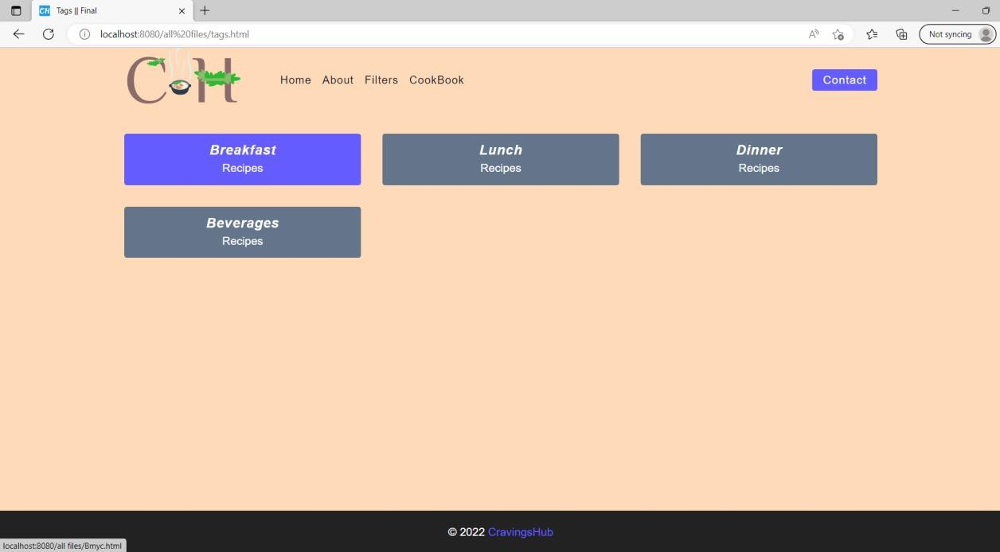 CH Tags || Final
localhost:8080/all%20files/tags.html
Not syncing
C H
Home About Filters CookBook
Contact
Breakfast
Recipes
Lunch
Recipes
Dinner
Recipes
Beverages
Recipes
© 2022 CravingsHub
localhost:8080/all files/Bmyc.html